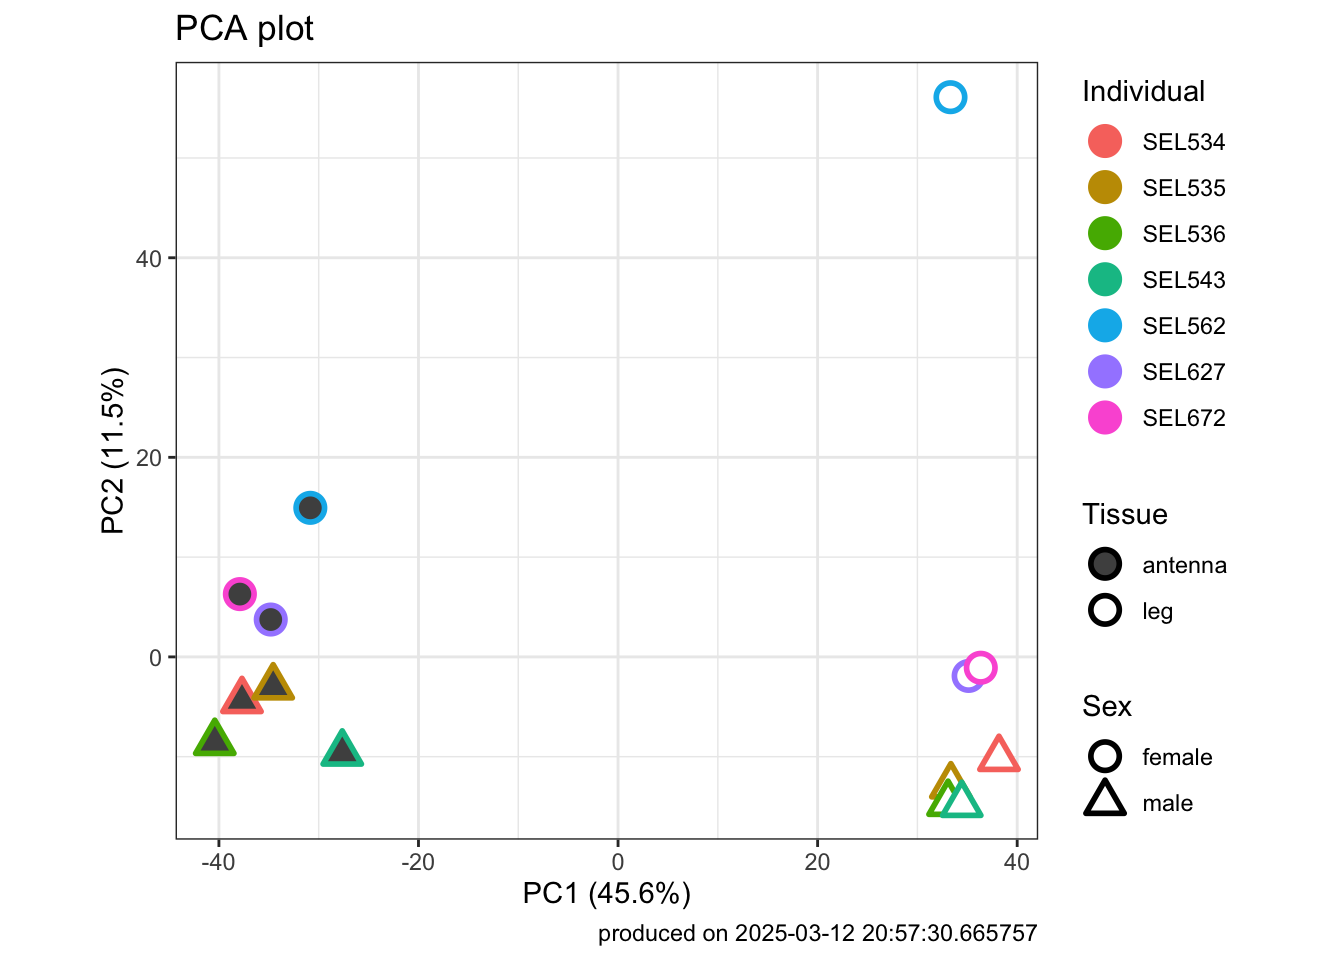 PCA plot
PC2 (11.5%)
40
20
0
-40
-20
0
20
40
PC1 (45.6%)
produced on 2025-03-12 20:57:30.665757
Individual
SEL534
SEL535
SEL536
SEL543
SEL562
SEL627
SEL672
Tissue
antenna
leg
Sex
female
male